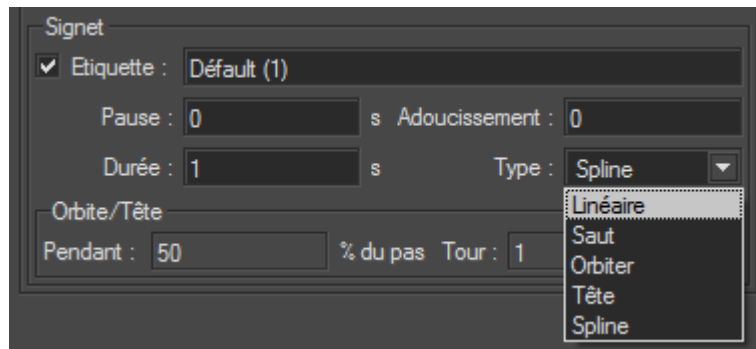 Signet
Etiquette : Défault (1)
Pause : 0 s Adoucissement : 0
Durée : 1 s Type : Spline
Linéaire
Orbite/Tête
Saut
Pendant : 50 % du pas Tour : 1
Orbiter
Tête
Spline